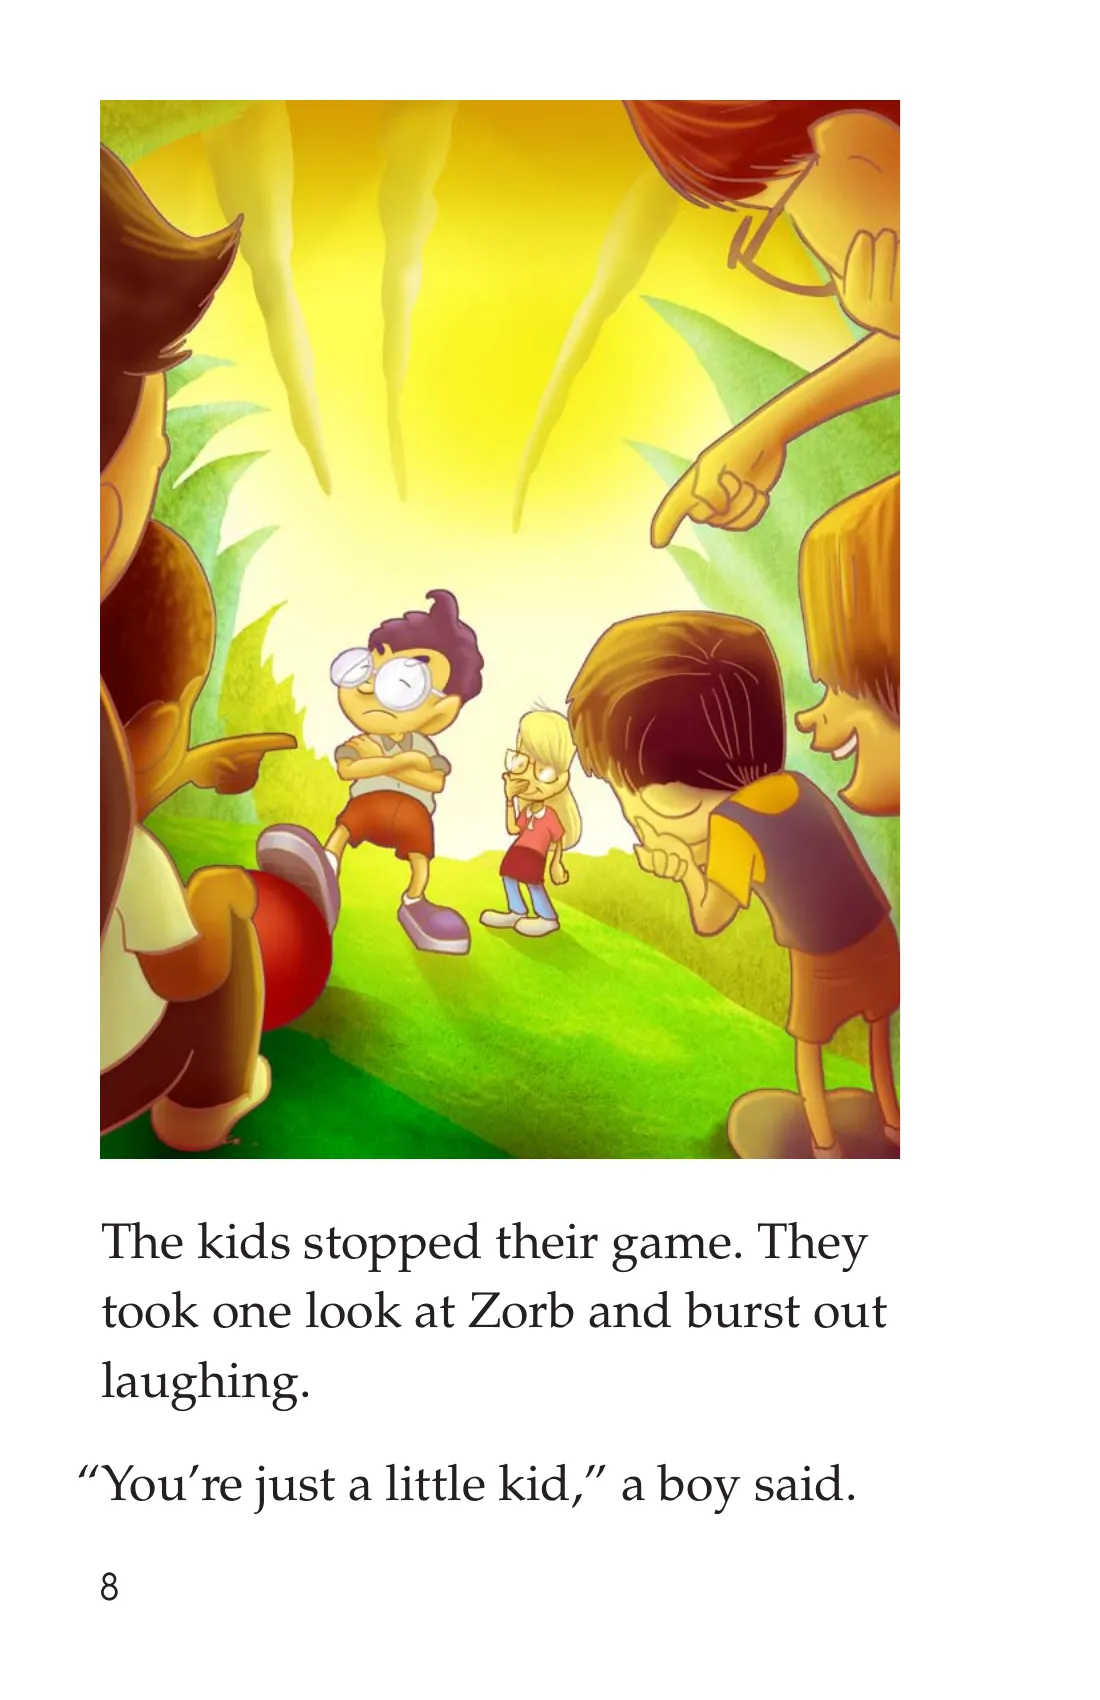 The kids stopped their game. They
took one look at Zorb and burst out
laughing.
“You’re just a little kid,” a boy said.
8